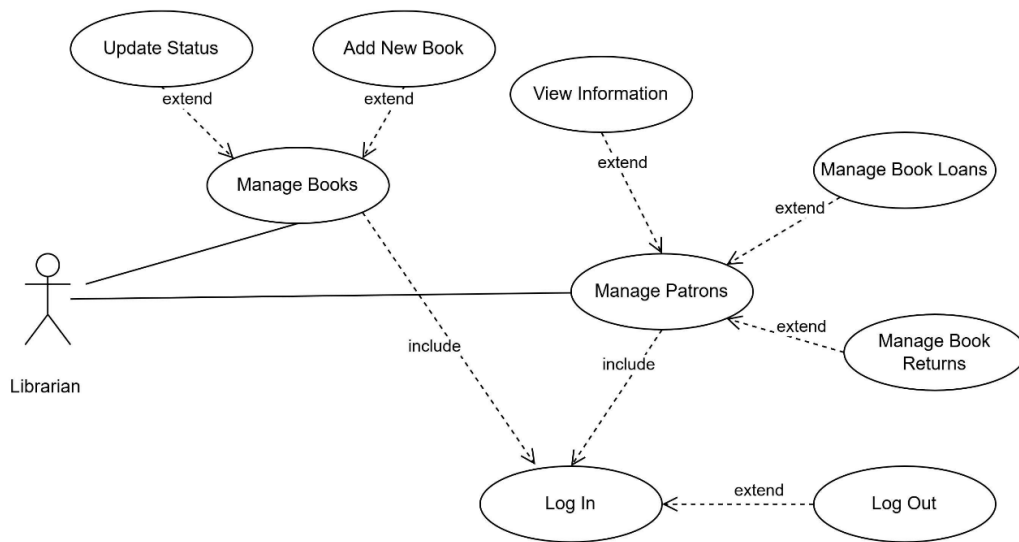 Update Status
Add New Book
extend
extend
View Information
extend
Manage Books
Manage Book Loans
extend
Manage Patrons
extend
Manage Book
Returns
include
include
Librarian
Log In
extend
Log Out